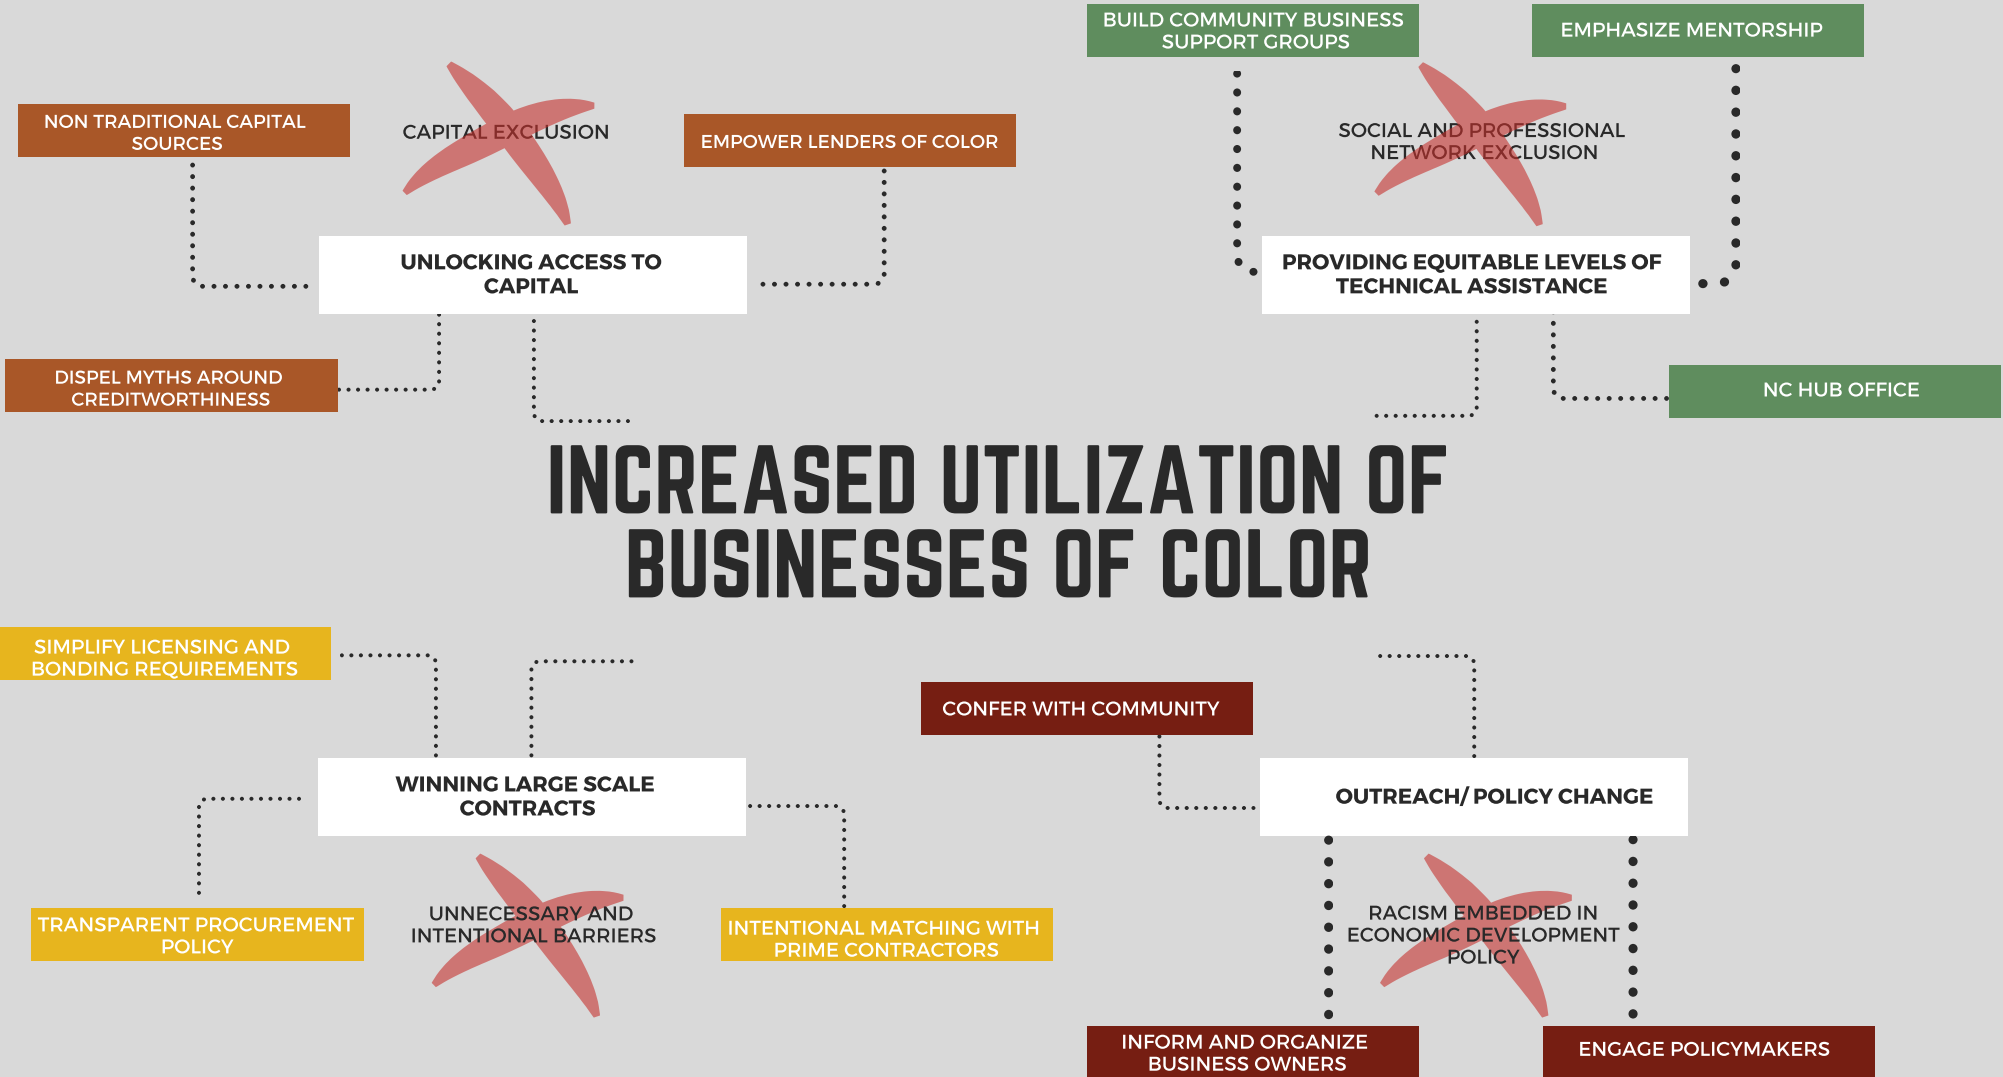 BUILD COMMUNITY BUSINESS
SUPPORT GROUPS
EMPHASIZE MENTORSHIP
NON TRADITIONAL CAPITAL
SOURCES
CAPITAL EXCLUSION
EMPOWER LENDERS OF COLOR
SOCIAL AND PROFESSIONAL
NETWORK EXCLUSION
UNLOCKING ACCESS TO
CAPITAL
PROVIDING EQUITABLE LEVELS OF
TECHNICAL ASSISTANCE
DISPEL MYTHS AROUND
CREDITWORTHINESS
NC HUB OFFICE
INCREASED UTILIZATION OF
BUSINESSES OF COLOR
SIMPLIFY LICENSING AND
BONDING REQUIREMENTS
CONFER WITH COMMUNITY
WINNING LARGE SCALE
CONTRACTS
OUTREACH/ POLICY CHANGE
TRANSPARENT PROCUREMENT
POLICY
UNNECESSARY AND
INTENTIONAL BARRIERS
INTENTIONAL MATCHING WITH
PRIME CONTRACTORS
RACISM EMBEDDED IN
ECONOMIC DEVELOPMENT
POLICY
INFORM AND ORGANIZE
BUSINESS OWNERS
ENGAGE POLICYMAKERS